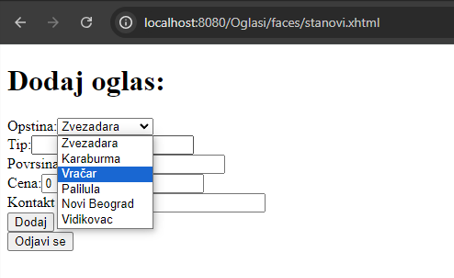 localhost:8080/Oglasi/faces/stanovi.xhtml
Dodaj oglas:
Opstina: Zvezadara
Tip:
Zvezadara
Karaburma
Povrsina
Vračar
Cena: 0
Palilula
Kontakt
Novi Beograd
Dodaj
Vidikovac
Odjavi se